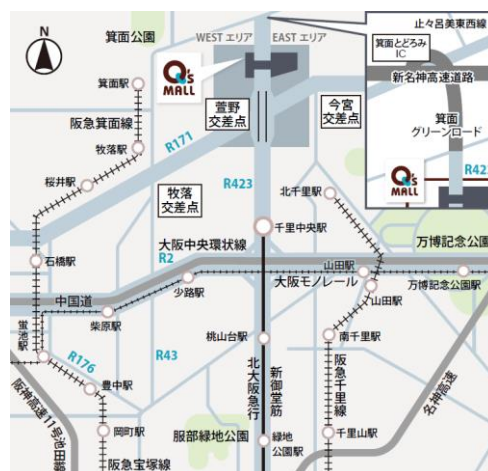 N
箕面公園
WEST エリア
EAST エリア
止々呂美東西線
箕面とどろみ
IC
新名神高速道路
箕面
グリーンロード
R423
Q's
MALL
Q's
MALL
箕面駅
阪急箕面線
牧落駅
R171
萱野
交差点
今宮
交差点
桜井駅
牧落
交差点
R423
北千里駅
千里中央駅
石橋駅
大阪中央環状線
R2
万博記念公園
山田駅
大阪モノレール
万博記念公園駅
中国道
少路駅
山田駅
柴原駅
蛍池駅
桃山台駅
南千里駅
R176
R43
豊中駅
北大阪急行
新御堂筋
阪急千里線
名神高速
阪神高速11号池田線
岡町駅
服部緑地公園
緑地
公園駅
千里山駅
阪急宝塚線